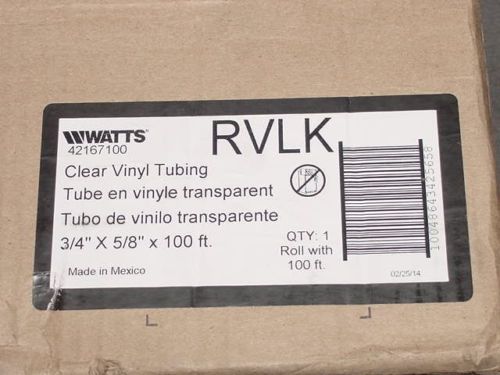 WATTS
42167100
RVLK
Clear Vinyl Tubing
Tube en vinyle transparent
Tubo de vinilo transparente
3/4" X 5/8" x 100 ft.
QTY: 1
Roll with
100 ft.
Made in Mexico
02/25/14
10048643425658